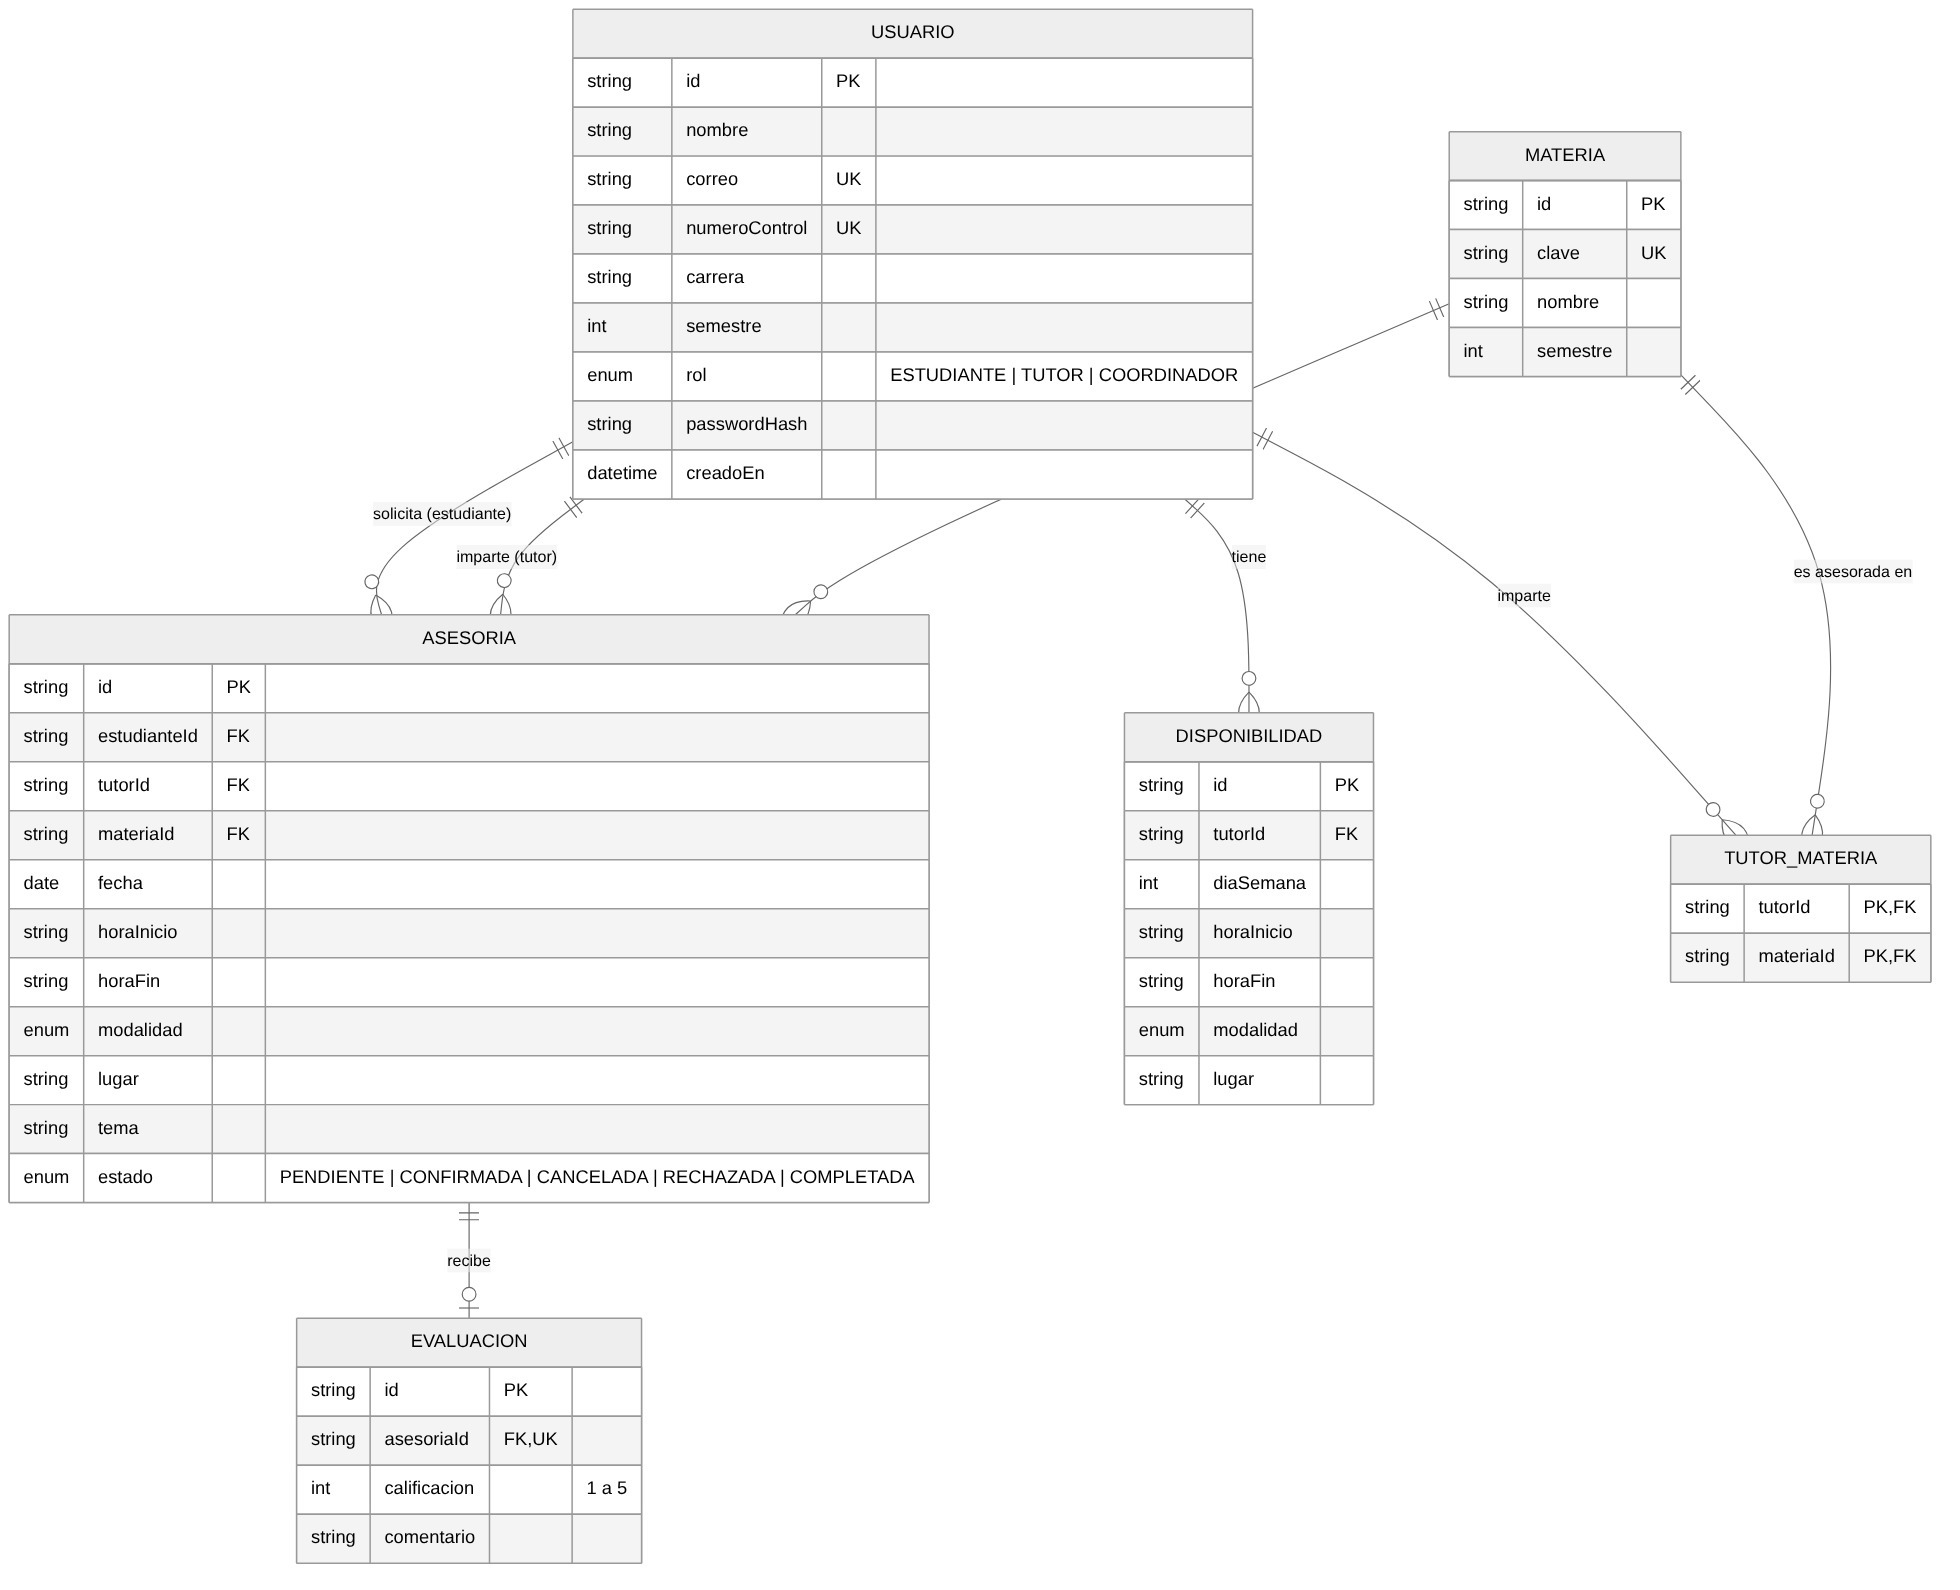 USUARIO
string id PK
string nombre
string correo UK
string numeroControl UK
string carrera
int semestre
enum rol ESTUDIANTE | TUTOR | COORDINADOR
string passwordHash
datetime creadoEn
MATERIA
string id PK
string clave UK
string nombre
int semestre
solicita (estudiante)
imparte (tutor)
tiene
imparte
es asesorada en
ASESORIA
string id PK
string estudianteId FK
string tutorId FK
string materiaId FK
date fecha
string horaInicio
string horaFin
enum modalidad
string lugar
string tema
enum estado PENDIENTE | CONFIRMADA | CANCELADA | RECHAZADA | COMPLETADA
DISPONIBILIDAD
string id PK
string tutorId FK
int diaSemana
string horaInicio
string horaFin
enum modalidad
string lugar
TUTOR_MATERIA
string tutorId PK,FK
string materiaId PK,FK
recibe
EVALUACION
string id PK
string asesoriaId FK,UK
int calificacion 1 a 5
string comentario